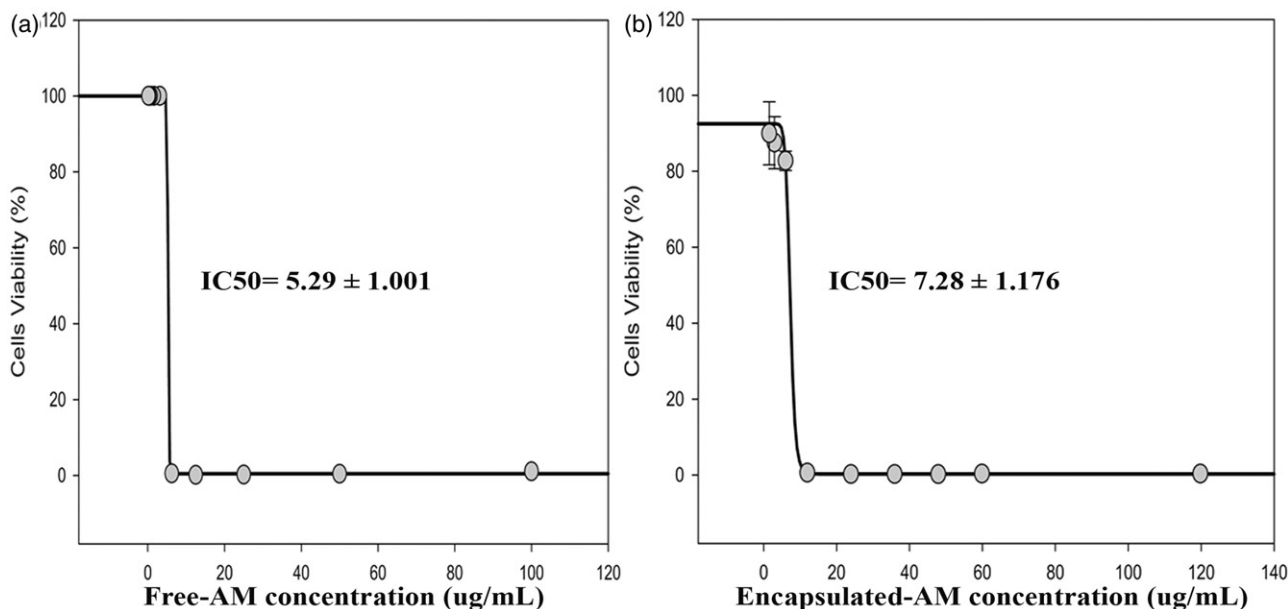 (a)
120
100
80
60
40
20
0
Cells Viability (%)
IC50= 5.29 ± 1.001
0 20 40 60 80 100 120
Free-AM concentration (ug/mL)
(b)
120
100
80
60
40
20
0
Cells Viability (%)
IC50= 7.28 ± 1.176
0 20 40 60 80 100 120 140
Encapsulated-AM concentration (ug/mL)